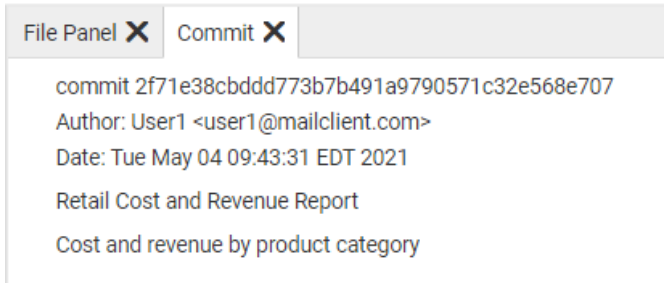 File Panel Commit
commit 2f71e38cbddd773b7b491a9790571c32e568e707
Author: User1 <user1@mailclient.com>
Date: Tue May 04 09:43:31 EDT 2021
Retail Cost and Revenue Report
Cost and revenue by product category